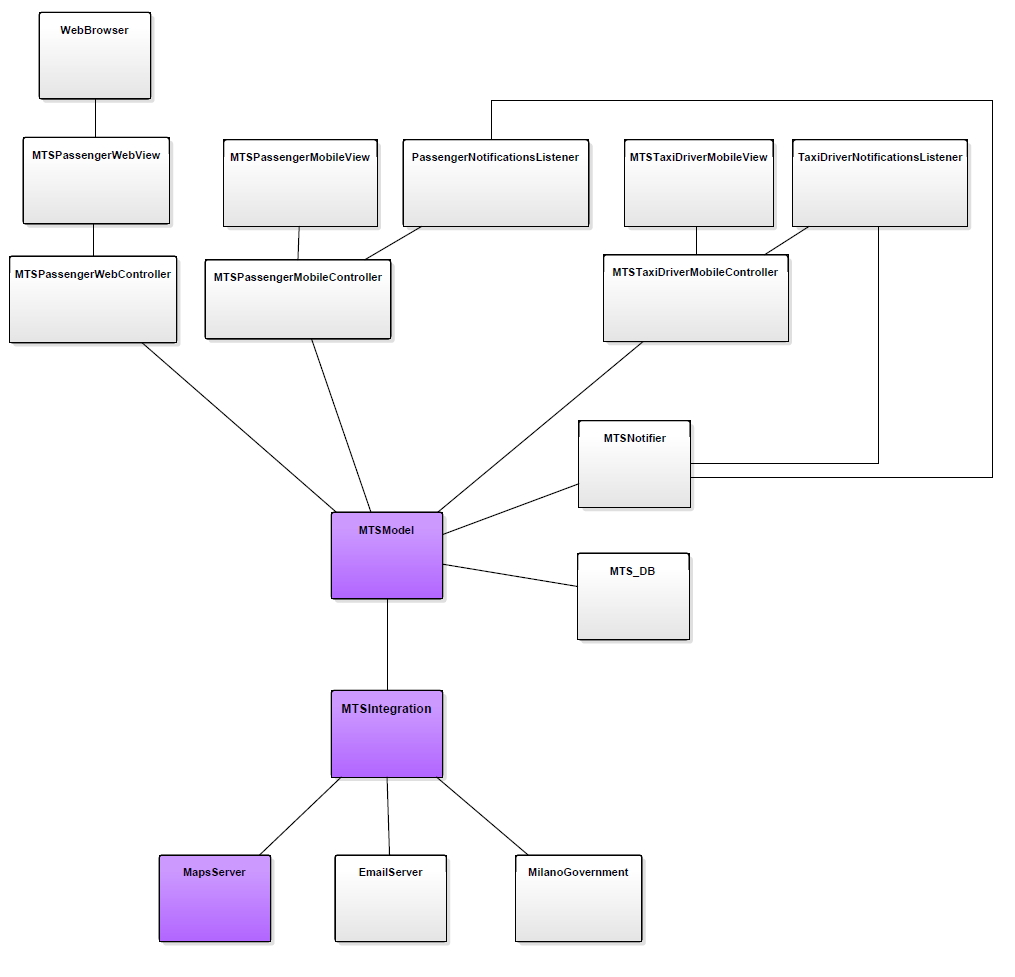 WebBrowser
MTSPassengerWebView
MTSPassengerMobileView
PassengerNotificationsListener
MTSTaxiDriverMobileView
TaxiDriverNotificationsListener
MTSPassengerWebController
MTSPassengerMobileController
MTSTaxiDriverMobileController
MTSNotifier
MTSModel
MTS_DB
MTSIntegration
MapsServer
EmailServer
MilanoGovernment